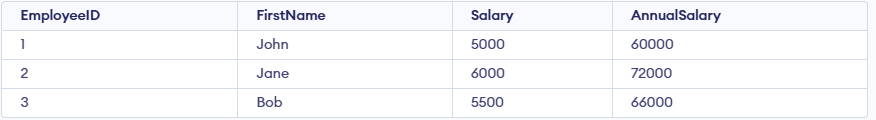 EmployeeID FirstName Salary AnnualSalary
1 John 5000 60000
2 Jane 6000 72000
3 Bob 5500 66000